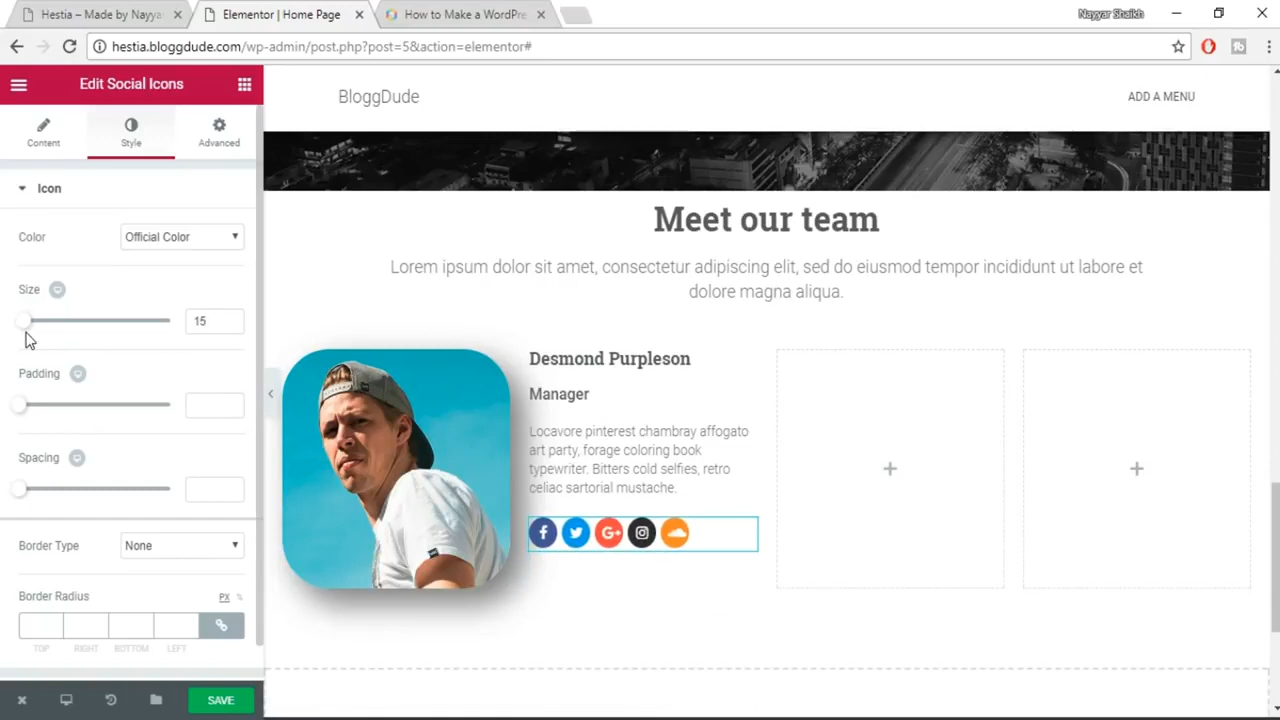 Hestia – Made by Nayya
Elementor | Home Page
How to Make a WordPre
Nayyar Shaikh
hestia.bloggdude.com/wp-admin/post.php?post=5&action=elementor#
Edit Social Icons
Content
Style
Advanced
Icon
Color
Official Color
Size
15
Padding
Spacing
Border Type
None
Border Radius
PX %
TOP RIGHT BOTTOM LEFT
SAVE
BloggDude
ADD A MENU
Meet our team
Lorem ipsum dolor sit amet, consectetur adipiscing elit, sed do eiusmod tempor incididunt ut labore et
dolore magna aliqua.
Desmond Purpleson
Manager
Locavore pinterest chambray affogato
art party, forage coloring book
typewriter. Bitters cold selfies, retro
celiac sartorial mustache.